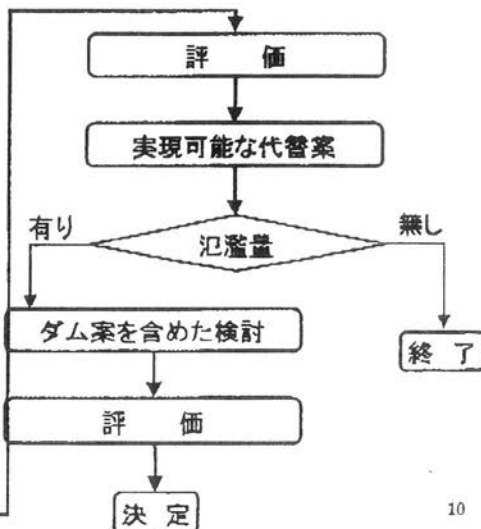 評 価
実現可能な代替案
有り
氾濫量
無し
ダム案を含めた検討
終 了
評 価
決 定
10